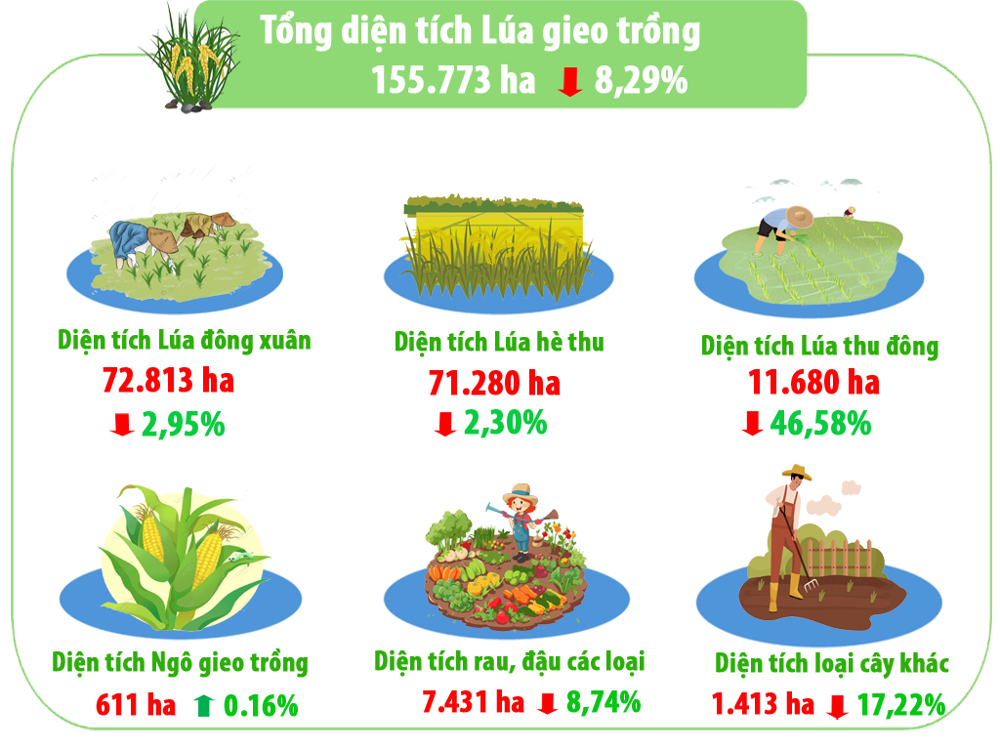 Tổng diện tích Lúa gieo trồng
155.773 ha 8,29%
Diện tích Lúa đông xuân
72.813 ha
2,95%
Diện tích Lúa hè thu
71.280 ha
2,30%
Diện tích Lúa thu đông
11.680 ha
46,58%
Diện tích Ngô gieo trồng
611 ha 0.16%
Diện tích rau, đậu các loại
7.431 ha 8,74%
Diện tích loại cây khác
1.413 ha 17,22%